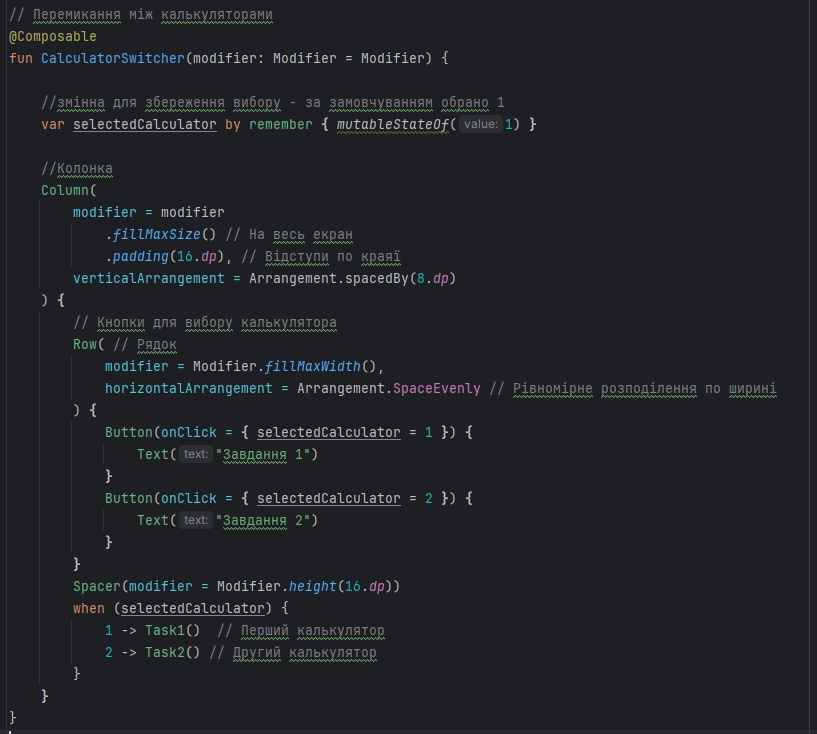 // Перемикання між калькуляторами
@Composable
fun CalculatorSwitcher(modifier: Modifier = Modifier) {
//змінна для збереження вибору - за замовчуванням обрано 1
var selectedCalculator by remember { mutableStateOf( value: 1) }
//Колонка
Column(
modifier = modifier
.fillMaxSize() // На весь екран
.padding(16.dp), // Відступи по краяї
verticalArrangement = Arrangement.spacedBy(8.dp)
) {
// Кнопки для вибору калькулятора
Row( // Рядок
modifier = Modifier.fillMaxWidth(),
horizontalArrangement = Arrangement.SpaceEvenly // Рівномірне розподілення по ширині
) {
Button(onClick = { selectedCalculator = 1 }) {
Text( text: "Завдання 1")
}
Button(onClick = { selectedCalculator = 2 }) {
Text( text: "Завдання 2")
}
}
Spacer(modifier = Modifier.height(16.dp))
when (selectedCalculator) {
1 -> Task1() // Перший калькулятор
2 -> Task2() // Другий калькулятор
}
}
}